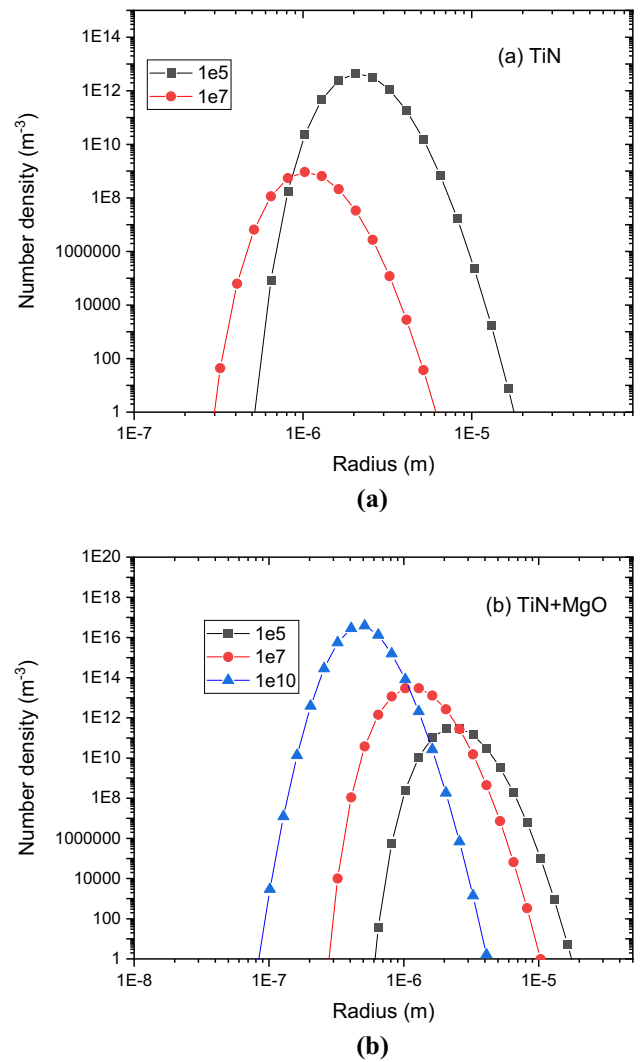 1E14
1E12
1E10
1E8
1000000
10000
100
1
Number density (m⁻³)
1e5
1e7
(a) TiN
1E-7
1E-6
1E-5
Radius (m)
(a)
1E20
1E18
1E16
1E14
1E12
1E10
1E8
1000000
10000
100
1
Number density (m⁻³)
1e5
1e7
1e10
(b) TiN+MgO
1E-8
1E-7
1E-6
1E-5
Radius (m)
(b)